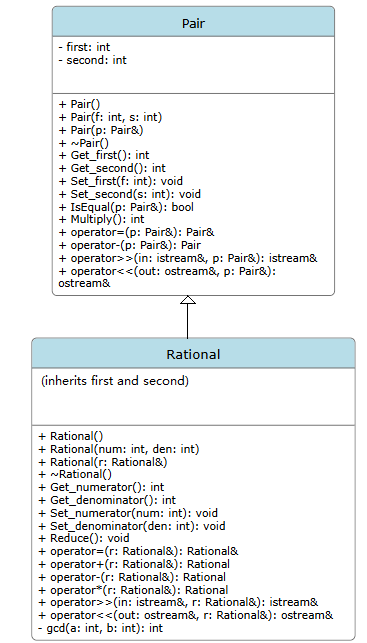 Pair
- first: int
- second: int
+ Pair()
+ Pair(f: int, s: int)
+ Pair(p: Pair&)
+ ~Pair()
+ Get_first(): int
+ Get_second(): int
+ Set_first(f: int): void
+ Set_second(s: int): void
+ IsEqual(p: Pair&): bool
+ Multiply(): int
+ operator=(p: Pair&): Pair&
+ operator-(p: Pair&): Pair
+ operator>>(in: istream&, p: Pair&): istream&
+ operator<<(out: ostream&, p: Pair&):
ostream&
Rational
(inherits first and second)
+ Rational()
+ Rational(num: int, den: int)
+ Rational(r: Rational&)
+ ~Rational()
+ Get_numerator(): int
+ Get_denominator(): int
+ Set_numerator(num: int): void
+ Set_denominator(den: int): void
+ Reduce(): void
+ operator=(r: Rational&): Rational&
+ operator+(r: Rational&): Rational
+ operator-(r: Rational&): Rational
+ operator*(r: Rational&): Rational
+ operator>>(in: istream&, r: Rational&): istream&
+ operator<<(out: ostream&, r: Rational&): ostream&
- gcd(a: int, b: int): int